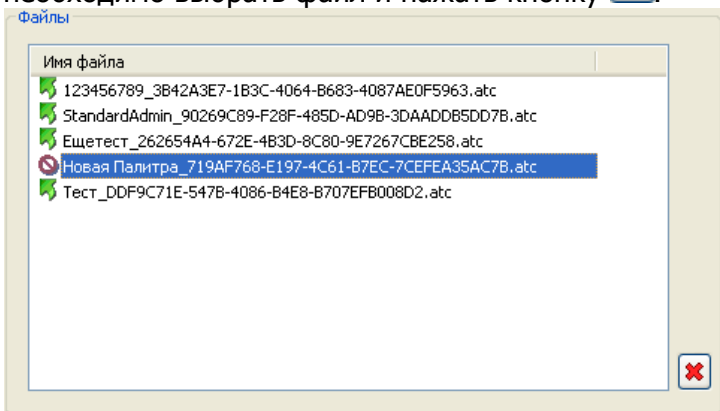 необходимо выбрать файл и нажать кнопку .
Файлы
Имя файла
123456789_3B42A3E7-1B3C-4064-B683-4087AE0F5963.atc
StandardAdmin_90269C89-F28F-485D-AD9B-3DAADDB5DD7B.atc
Ещетест_262654A4-672E-4B3D-8C80-9E7267CBE258.atc
Новая Палитра_719AF768-E197-4C61-B7EC-7CEFEA35AC7B.atc
Тест_DDF9C71E-547B-4086-B4E8-B707EFB008D2.atc